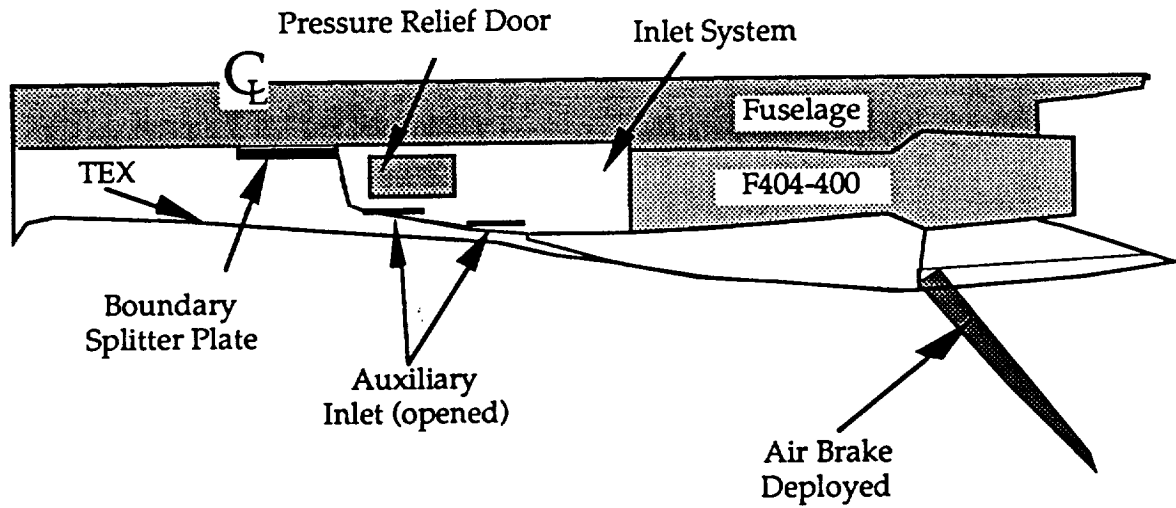 Pressure Relief Door
Inlet System
CL
Fuselage
TEX
F404-400
Boundary
Splitter Plate
Auxiliary
Inlet (opened)
Air Brake
Deployed